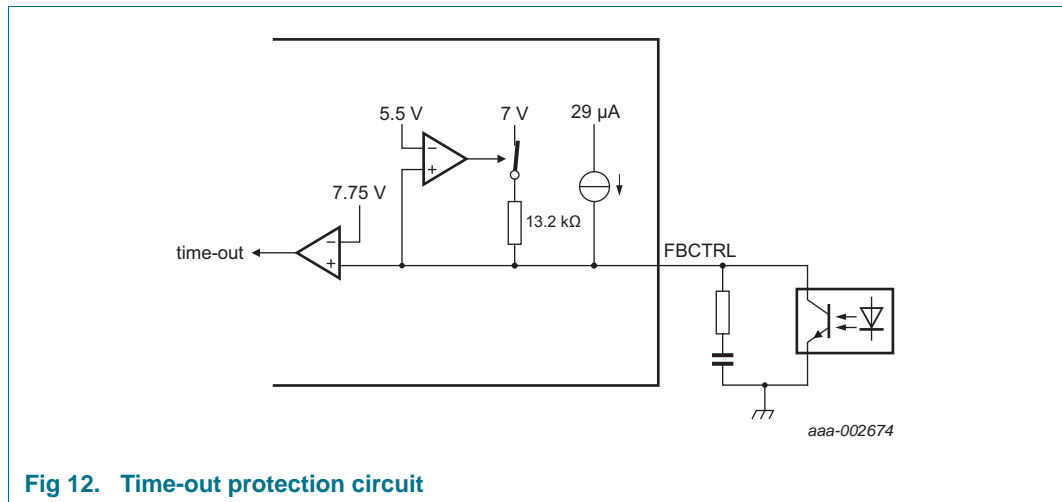 5.5 V
7 V
29 µA
−
+
7.75 V
13.2 kΩ
time-out
−
+
FBCTRL
aaa-002674
Fig 12. Time-out protection circuit